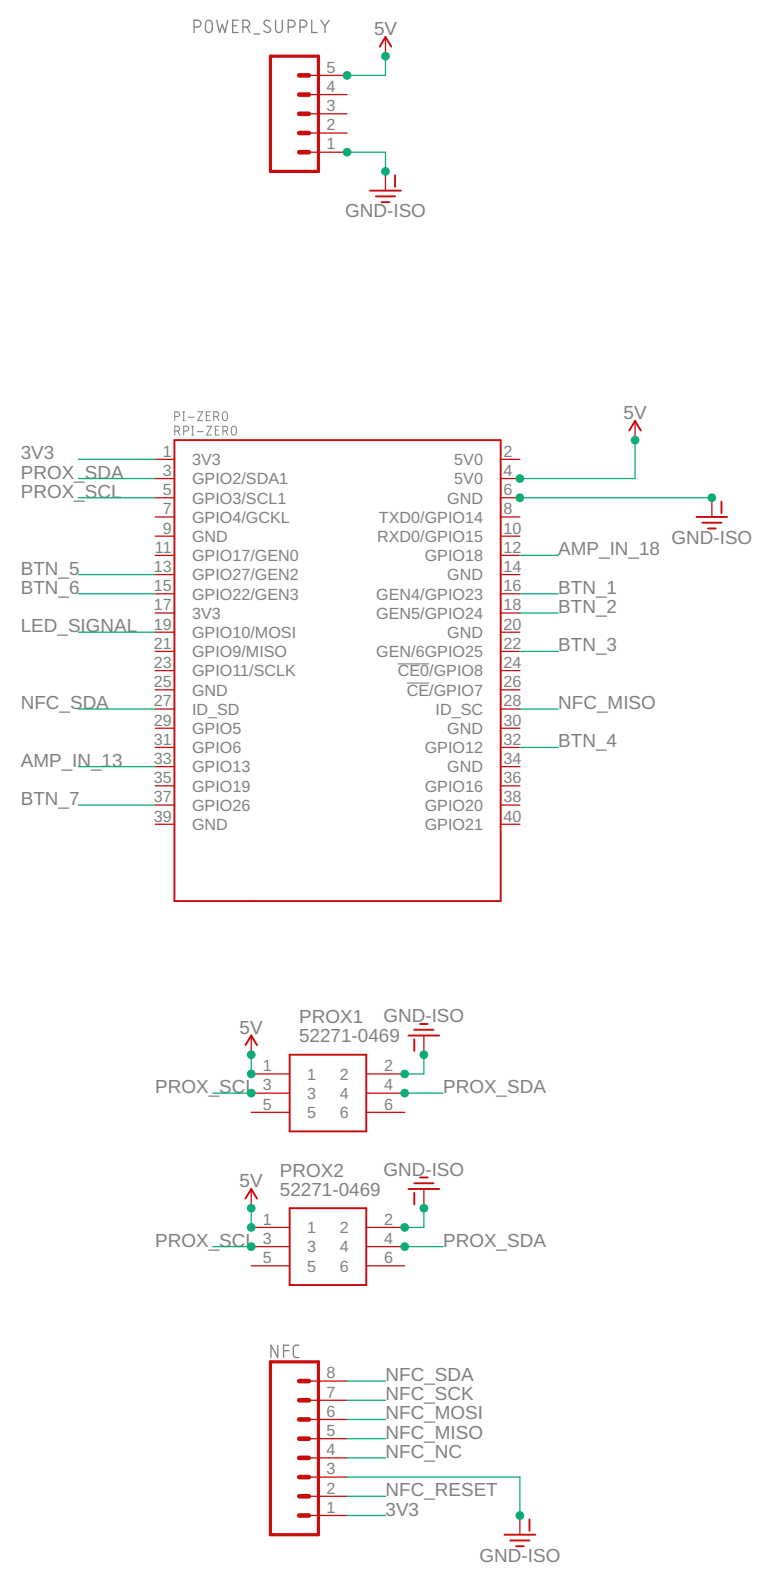 POWER_SUPPLY
5V
5
4
3
2
1
GND-ISO
PI-ZERO
RPI-ZERO
5V
3V3 1 3V3 5V0 2
PROX_SDA 3 GPIO2/SDA1 5V0 4
PROX_SCL 5 GPIO3/SCL1 GND 6
7 GPIO4/GCKL TXD0/GPIO14 8
GND-ISO
9 GND RXD0/GPIO15 10
11 GPIO17/GEN0 GPIO18 12 AMP_IN_18
BTN_5 13 GPIO27/GEN2 GND 14
BTN_6 15 GPIO22/GEN3 GEN4/GPIO23 16 BTN_1
17 3V3 GEN5/GPIO24 18 BTN_2
LED_SIGNAL 19 GPIO10/MOSI GND 20
21 GPIO9/MISO GEN/6GPIO25 22 BTN_3
23 GPIO11/SCLK CE0/GPIO8 24
25 GND CE/GPIO7 26
NFC_SDA 27 ID_SD ID_SC 28 NFC_MISO
29 GPIO5 GND 30
31 GPIO6 GPIO12 32 BTN_4
AMP_IN_13 33 GPIO13 GND 34
35 GPIO19 GPIO16 36
BTN_7 37 GPIO26 GPIO20 38
39 GND GPIO21 40
PROX1 GND-ISO
5V 52271-0469
1 1 2 2
PROX_SCL 3 3 4 4 PROX_SDA
5 5 6 6
PROX2 GND-ISO
5V 52271-0469
1 1 2 2
PROX_SCL 3 3 4 4 PROX_SDA
5 5 6 6
NFC
8 NFC_SDA
7 NFC_SCK
6 NFC_MOSI
5 NFC_MISO
4 NFC_NC
3
2 NFC_RESET
1 3V3
GND-ISO